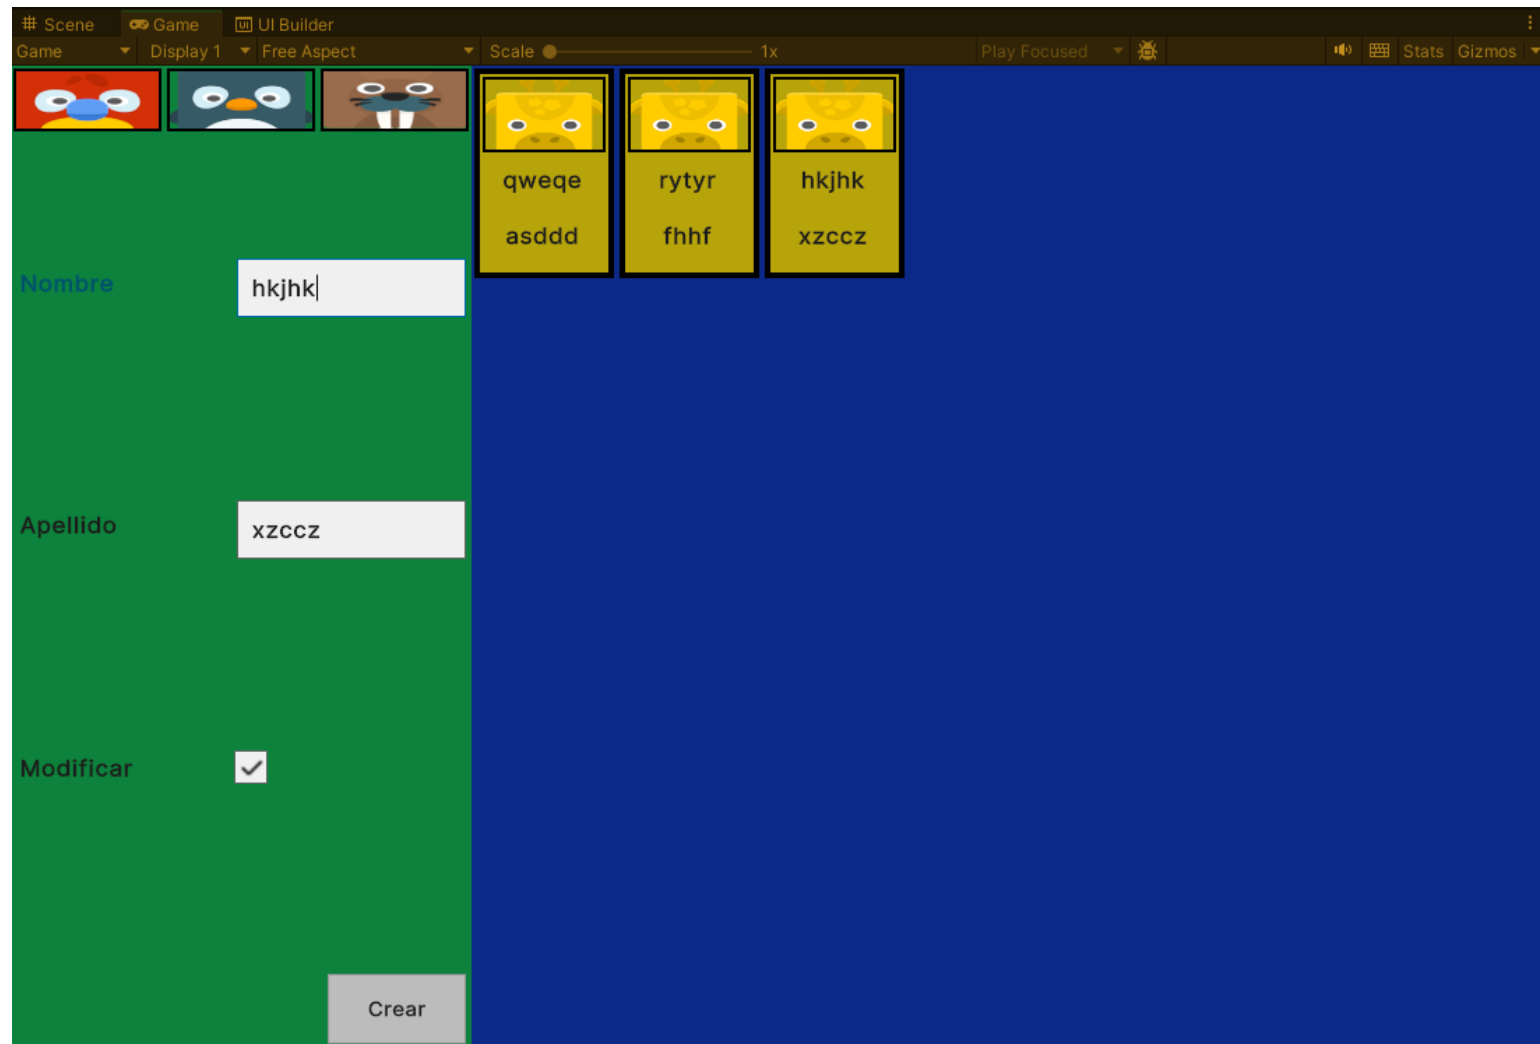 Scene Game UI Builder
Game Display 1 Free Aspect Scale 1x Play Focused Stats Gizmos
qweqe rytyr hkjhk
asddd fhhf xzccz
Nombre hkjhk
Apellido xzccz
Modificar
Crear